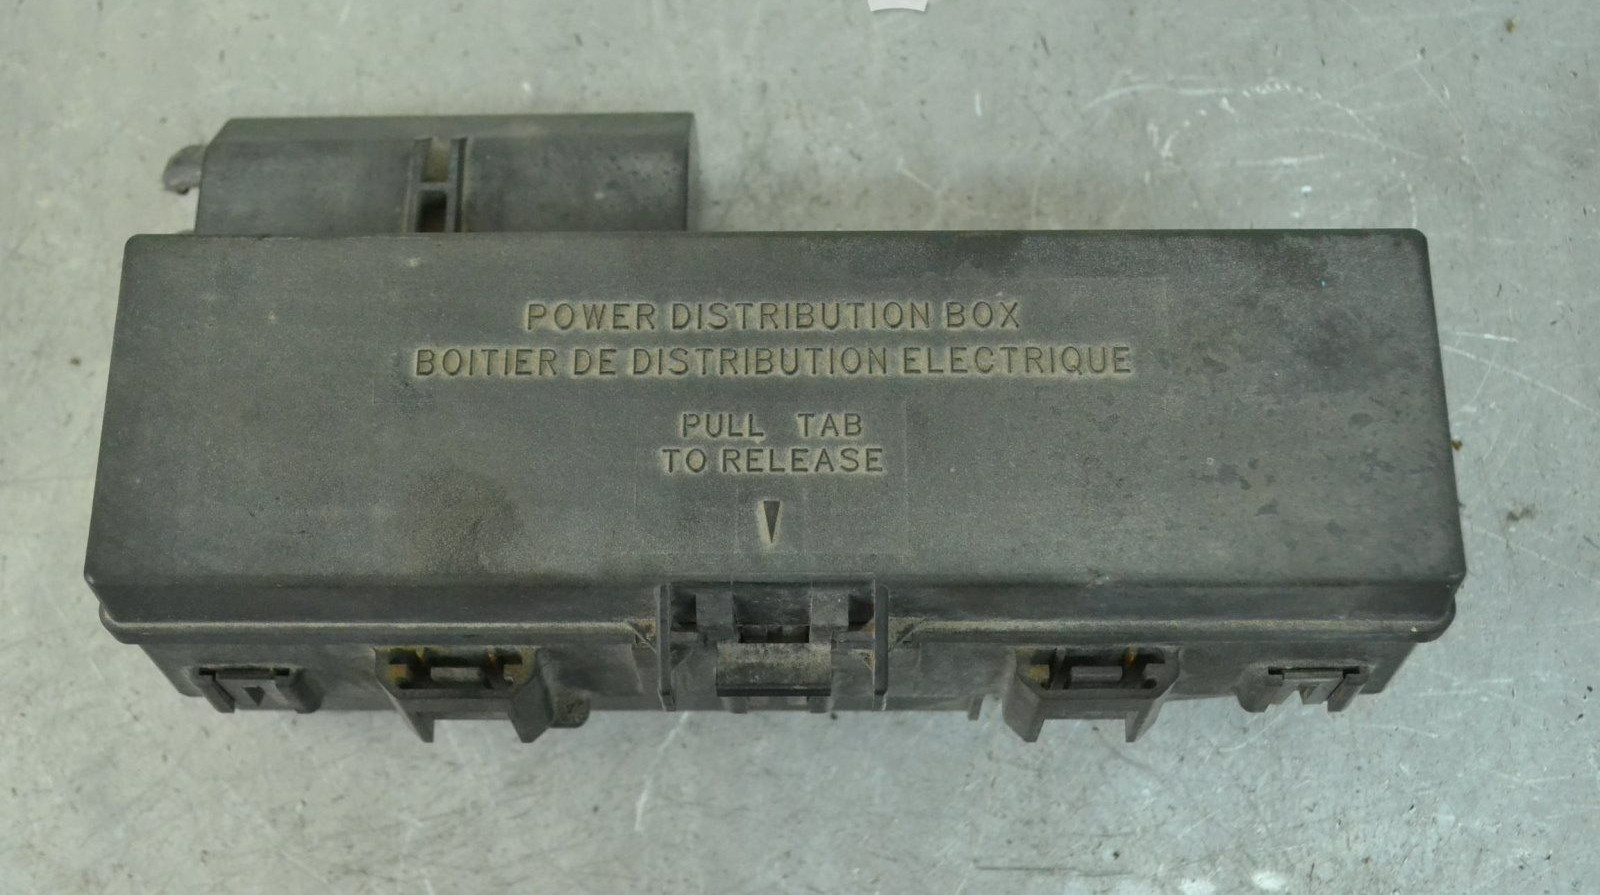 POWER DISTRIBUTION BOX
BOITIER DE DISTRIBUTION ELECTRIQUE
PULL TAB
TO RELEASE